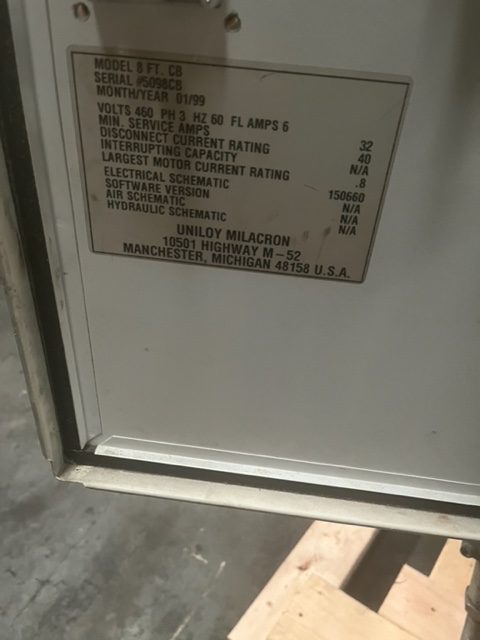 MODEL 8 FT. CB
SERIAL #5098CB
MONTH/YEAR 01/99
VOLTS 460 PH 3 HZ 60 FL AMPS 6
MIN. SERVICE AMPS 32
DISCONNECT CURRENT RATING 40
INTERRUPTING CAPACITY N/A
LARGEST MOTOR CURRENT RATING .8
ELECTRICAL SCHEMATIC 150660
SOFTWARE VERSION N/A
AIR SCHEMATIC N/A
HYDRAULIC SCHEMATIC N/A
UNILOY MILACRON
10501 HIGHWAY M-52
MANCHESTER, MICHIGAN 48158 U.S.A.